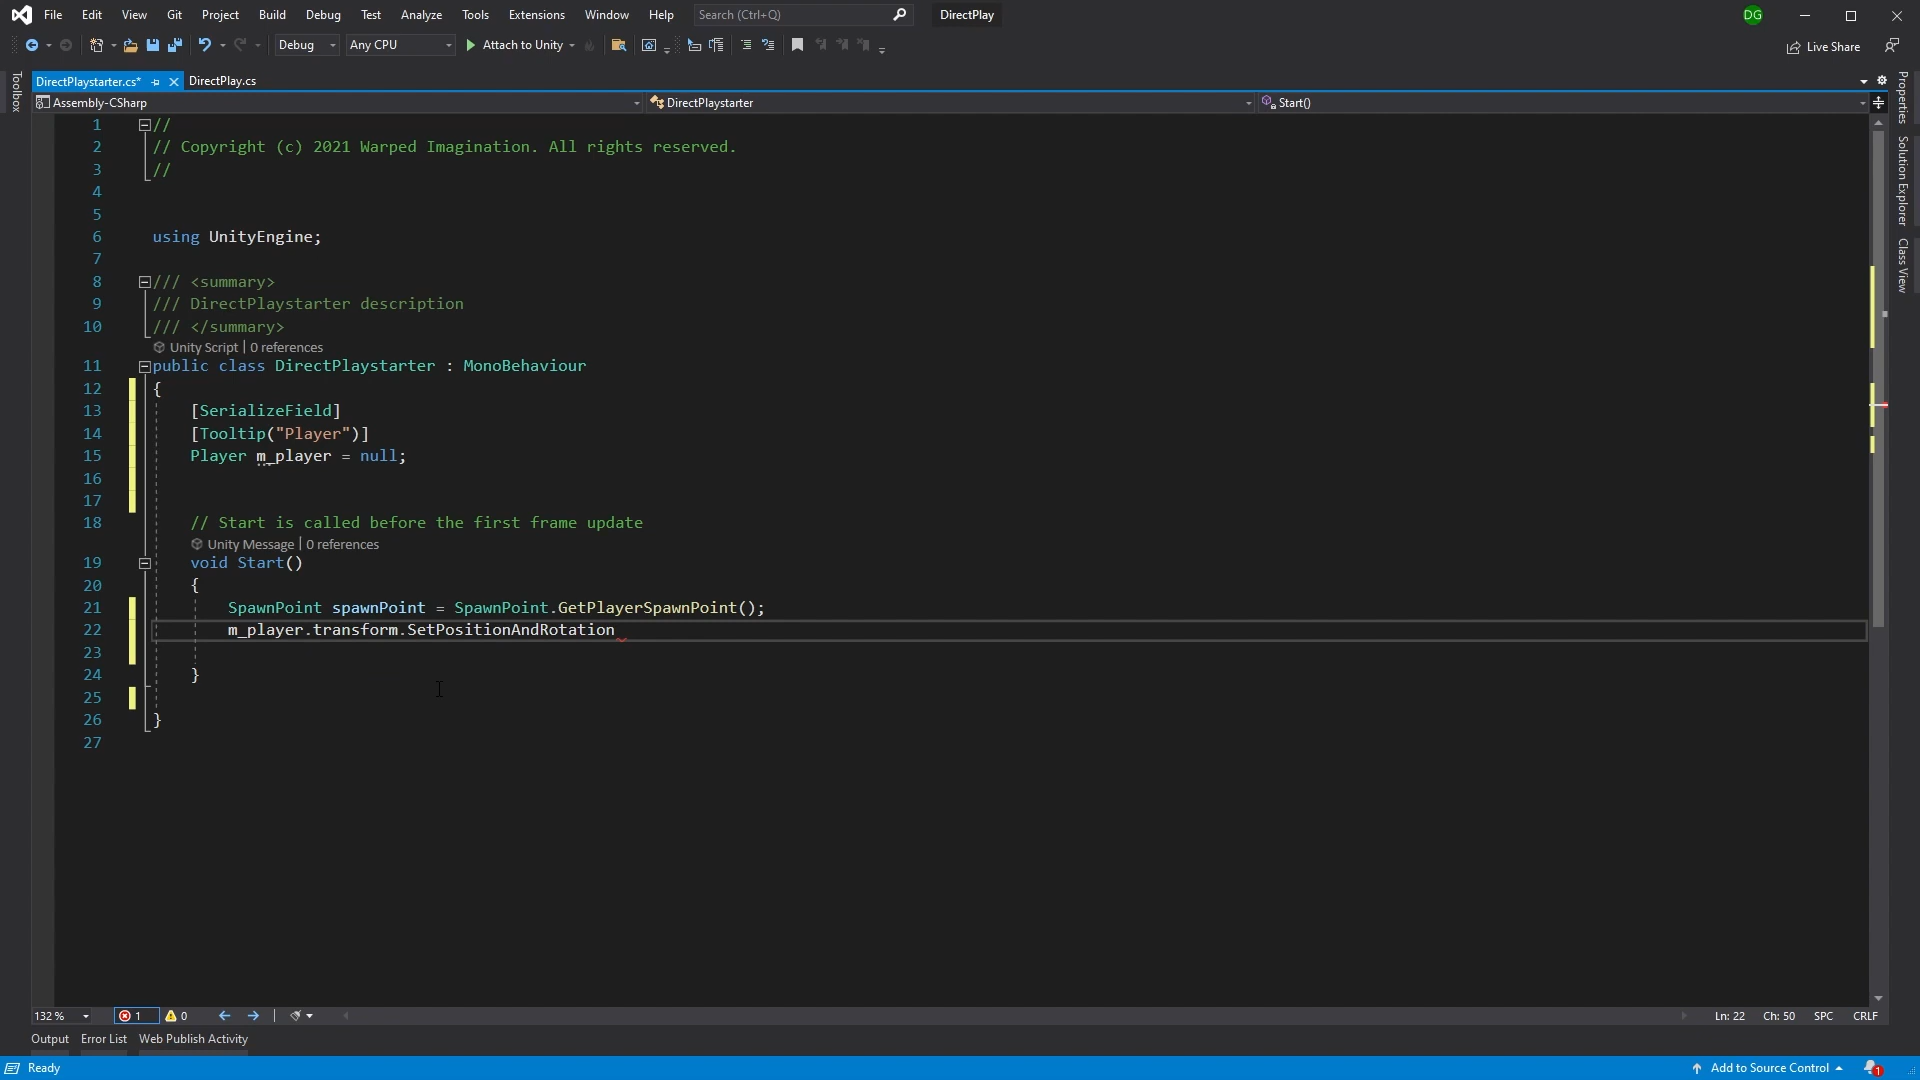 File Edit View Git Project Build Debug Test Analyze Tools Extensions Window Help Search (Ctrl+Q) DirectPlay DG
Debug Any CPU Attach to Unity Live Share
DirectPlaystarter.cs* DirectPlay.cs
Assembly-CSharp DirectPlaystarter Start()
Toolbox
Properties
Solution Explorer
Class View
1 //
2 // Copyright (c) 2021 Warped Imagination. All rights reserved.
3 //
4
5
6 using UnityEngine;
7
8 /// <summary>
9 /// DirectPlaystarter description
10 /// </summary>
Unity Script | 0 references
11 public class DirectPlaystarter : MonoBehaviour
12 {
13 [SerializeField]
14 [Tooltip("Player")]
15 Player m_player = null;
16
17
18 // Start is called before the first frame update
Unity Message | 0 references
19 void Start()
20 {
21 SpawnPoint spawnPoint = SpawnPoint.GetPlayerSpawnPoint();
22 m_player.transform.SetPositionAndRotation
23
24 }
25
26 }
27
132 % 1 0 Ln: 22 Ch: 50 SPC CRLF
Output Error List Web Publish Activity
Ready Add to Source Control 1